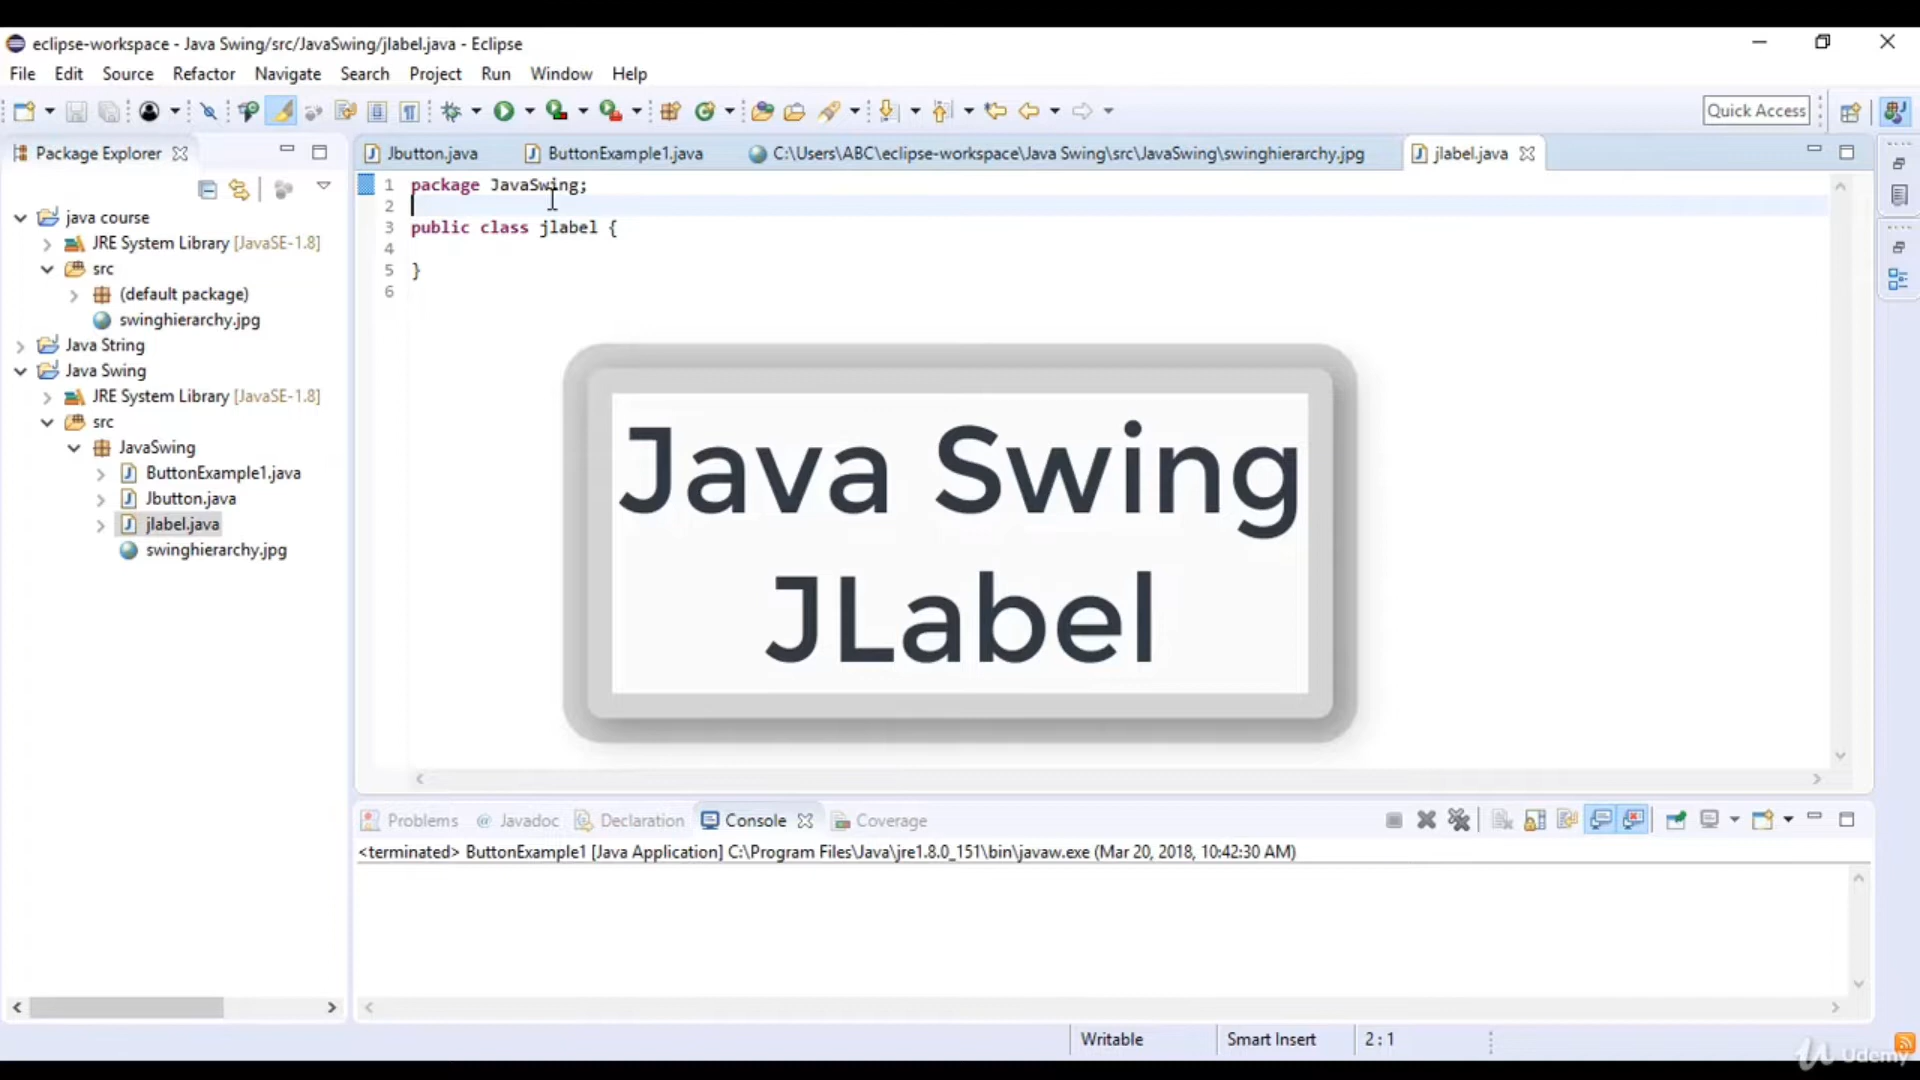 eclipse-workspace - Java Swing/src/JavaSwing/jlabel.java - Eclipse
File Edit Source Refactor Navigate Search Project Run Window Help
Quick Access
Package Explorer
Jbutton.java ButtonExample1.java C:\Users\ABC\eclipse-workspace\Java Swing\src\JavaSwing\swinghierarchy.jpg jlabel.java
java course
JRE System Library [JavaSE-1.8]
src
(default package)
swinghierarchy.jpg
Java String
Java Swing
JRE System Library [JavaSE-1.8]
src
JavaSwing
ButtonExample1.java
Jbutton.java
jlabel.java
swinghierarchy.jpg
1 package JavaSwing;
2
3 public class jlabel {
4
5 }
6
Java Swing
JLabel
Problems @ Javadoc Declaration Console Coverage
<terminated> ButtonExample1 [Java Application] C:\Program Files\Java\jre1.8.0_151\bin\javaw.exe (Mar 20, 2018, 10:42:30 AM)
Writable Smart Insert 2 : 1
Udemy